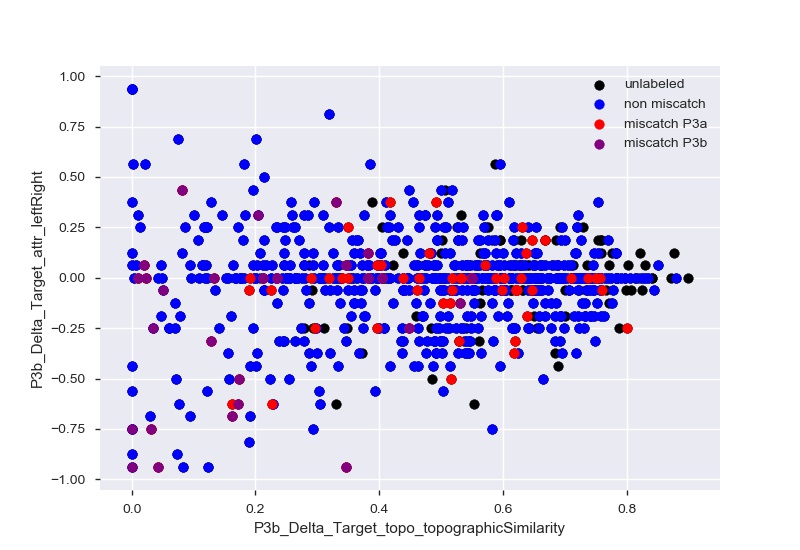 1.00
0.75
0.50
0.25
0.00
−0.25
−0.50
−0.75
−1.00
P3b_Delta_Target_attr_leftRight
unlabeled
non miscatch
miscatch P3a
miscatch P3b
0.0 0.2 0.4 0.6 0.8
P3b_Delta_Target_topo_topographicSimilarity